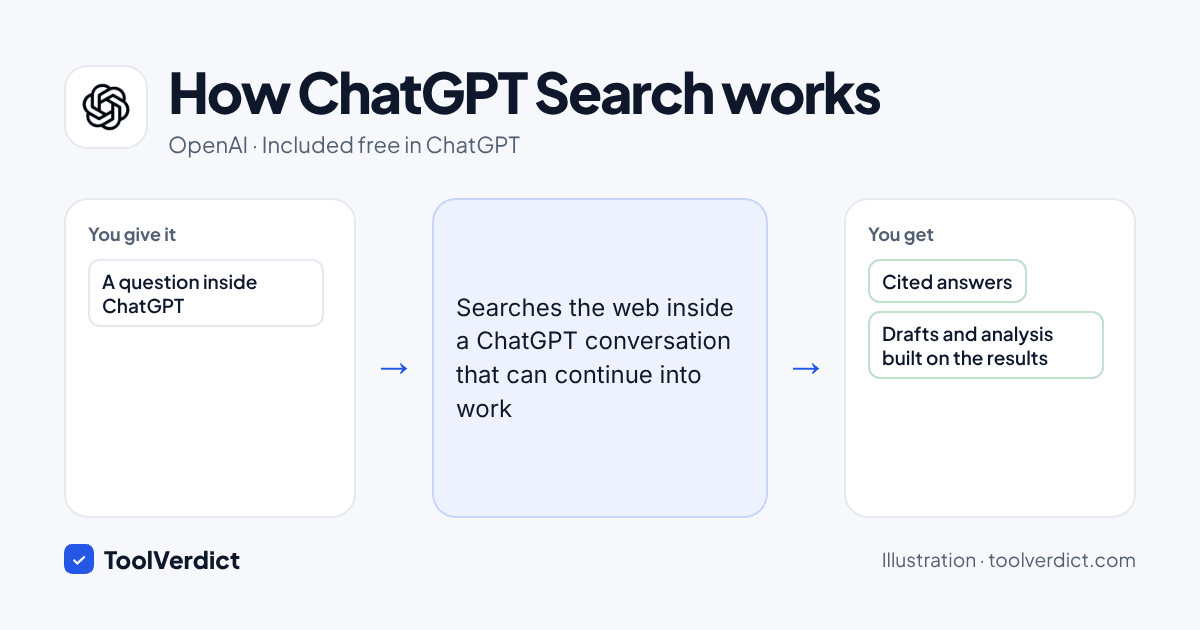 How ChatGPT Search works
OpenAI · Included free in ChatGPT
You give it
A question inside
ChatGPT
→
Searches the web inside
a ChatGPT conversation
that can continue into
work
→
You get
Cited answers
Drafts and analysis
built on the results
ToolVerdict
Illustration · toolverdict.com